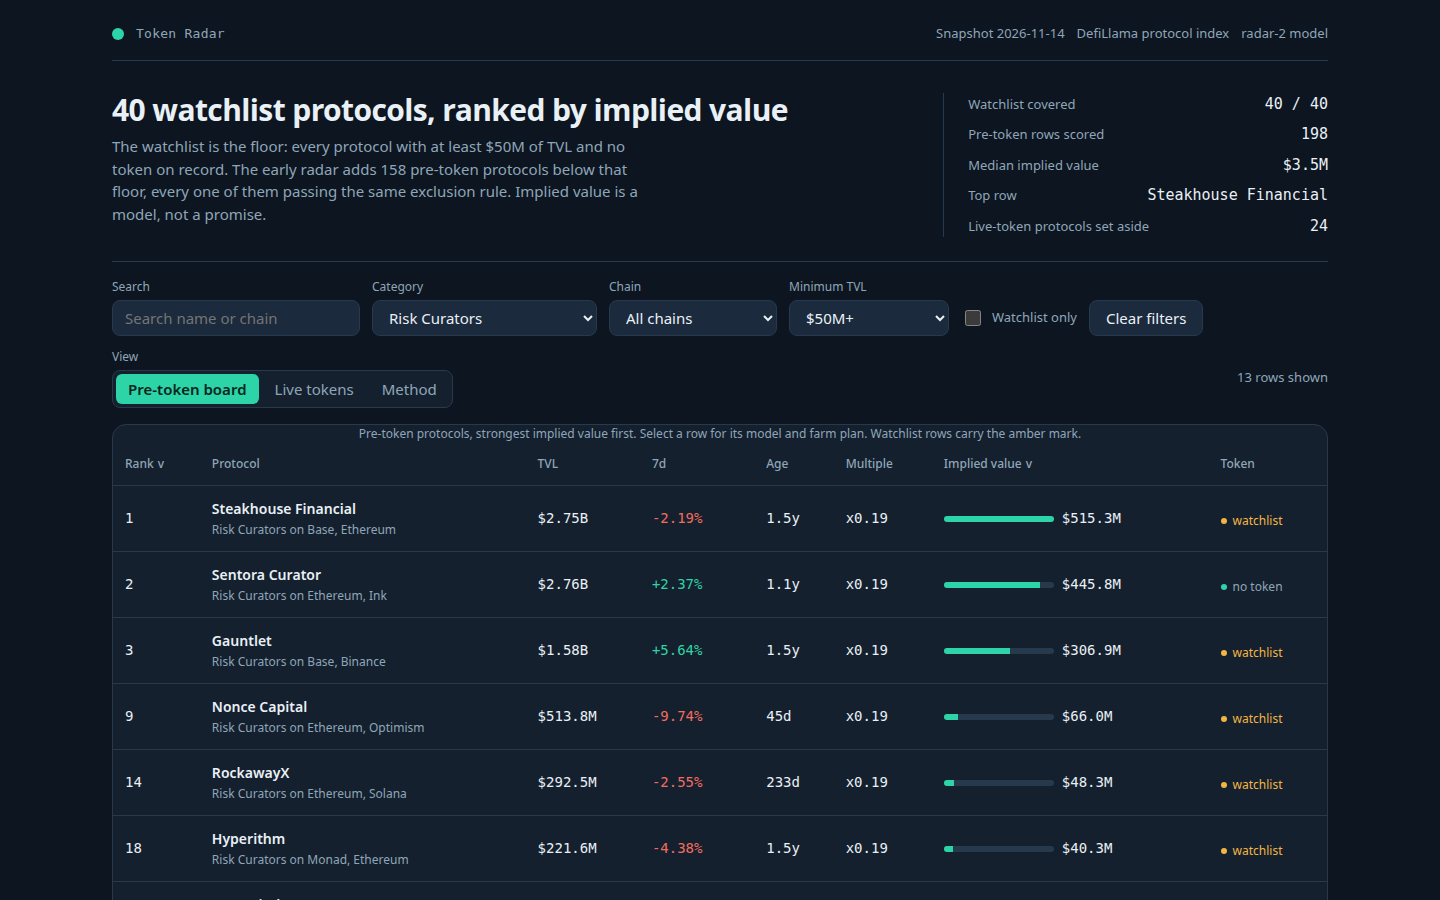 Token Radar
Snapshot 2026-11-14 DefiLlama protocol index radar-2 model
40 watchlist protocols, ranked by implied value
The watchlist is the floor: every protocol with at least $50M of TVL and no
token on record. The early radar adds 158 pre-token protocols below that
floor, every one of them passing the same exclusion rule. Implied value is a
model, not a promise.
Watchlist covered 40 / 40
Pre-token rows scored 198
Median implied value $3.5M
Top row Steakhouse Financial
Live-token protocols set aside 24
Search Category Chain Minimum TVL
Search name or chain Risk Curators All chains $50M+ Watchlist only Clear filters
View
Pre-token board Live tokens Method 13 rows shown
Pre-token protocols, strongest implied value first. Select a row for its model and farm plan. Watchlist rows carry the amber mark.
Rank v Protocol TVL 7d Age Multiple Implied value v Token
1 Steakhouse Financial $2.75B -2.19% 1.5y x0.19 $515.3M watchlist
Risk Curators on Base, Ethereum
2 Sentora Curator $2.76B +2.37% 1.1y x0.19 $445.8M no token
Risk Curators on Ethereum, Ink
3 Gauntlet $1.58B +5.64% 1.5y x0.19 $306.9M watchlist
Risk Curators on Base, Binance
9 Nonce Capital $513.8M -9.74% 45d x0.19 $66.0M watchlist
Risk Curators on Ethereum, Optimism
14 RockawayX $292.5M -2.55% 233d x0.19 $48.3M watchlist
Risk Curators on Ethereum, Solana
18 Hyperithm $221.6M -4.38% 1.5y x0.19 $40.3M watchlist
Risk Curators on Monad, Ethereum